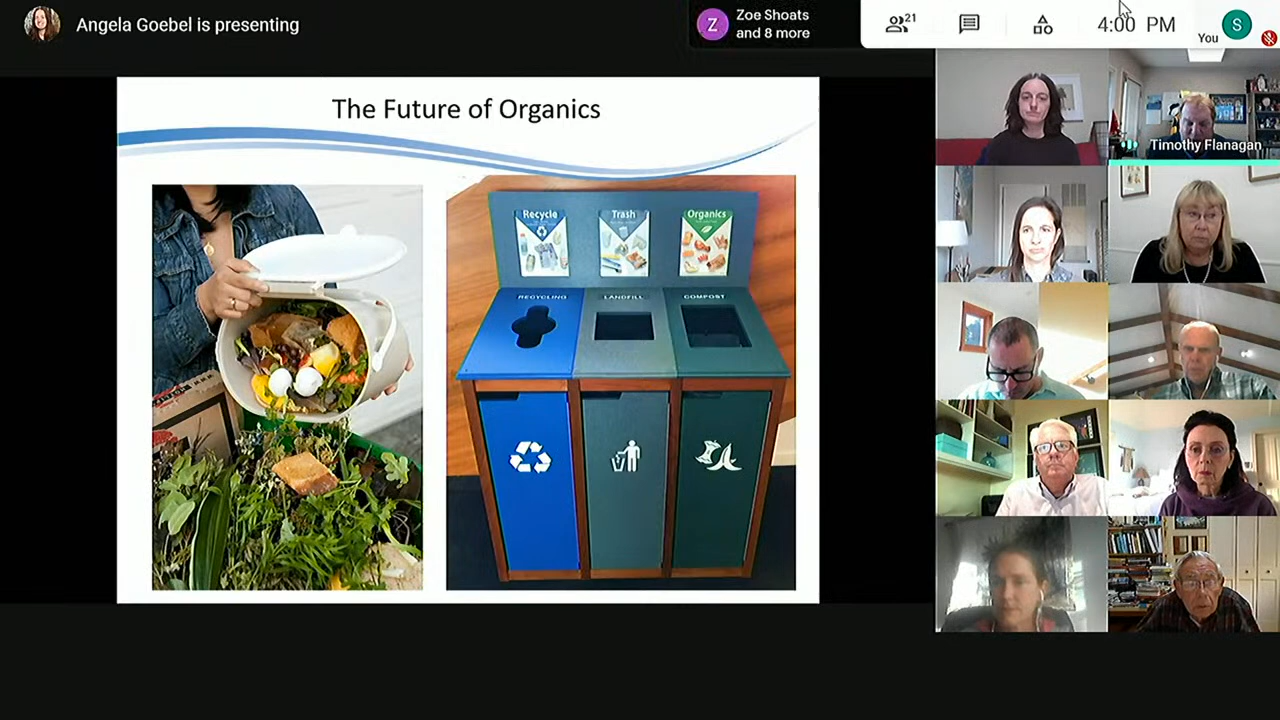 Angela Goebel is presenting
Z
Zoe Shoats
and 8 more
21
4:00 PM
You
S
The Future of Organics
Timothy Flanagan
Recycle
Trash
Organics
RECYCLING
LANDFILL
COMPOST